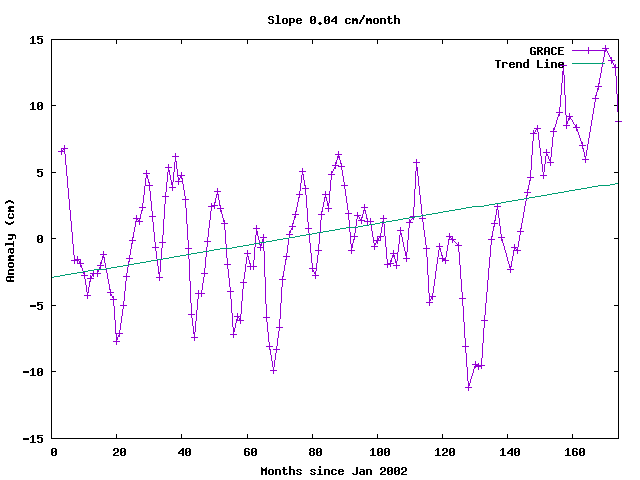 Slope 0.04 cm/month
15
GRACE
Trend Line
10
5
0
-5
-10
-15
Anomaly (cm)
0 20 40 60 80 100 120 140 160
Months since Jan 2002